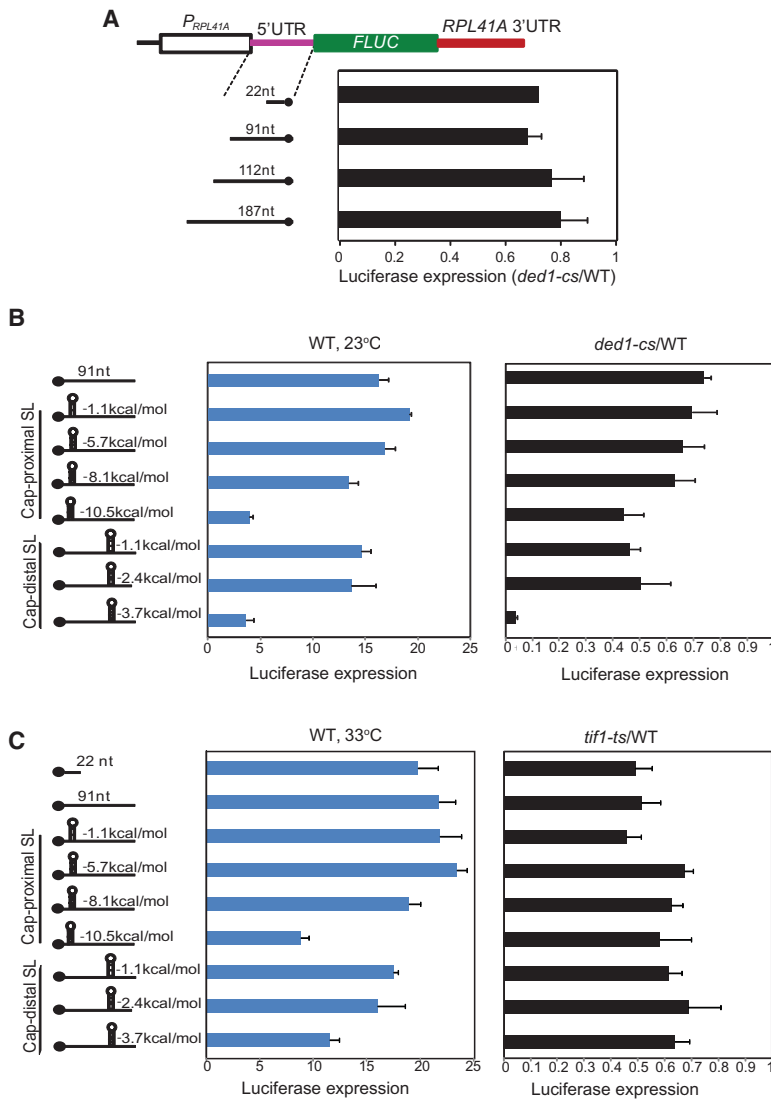 A
P_RPL41A 5'UTR FLUC RPL41A 3'UTR
22nt
91nt
112nt
187nt
0 0.2 0.4 0.6 0.8 1
Luciferase expression (ded1-cs/WT)
B
WT, 23°C
ded1-cs/WT
Cap-proximal SL
Cap-distal SL
91nt
-1.1kcal/mol
-5.7kcal/mol
-8.1kcal/mol
-10.5kcal/mol
-1.1kcal/mol
-2.4kcal/mol
-3.7kcal/mol
0 5 10 15 20 25
Luciferase expression
0 0.1 0.2 0.3 0.4 0.5 0.6 0.7 0.8 0.9 1
Luciferase expression
C
WT, 33°C
tif1-ts/WT
Cap-proximal SL
Cap-distal SL
22 nt
91nt
-1.1kcal/mol
-5.7kcal/mol
-8.1kcal/mol
-10.5kcal/mol
-1.1kcal/mol
-2.4kcal/mol
-3.7kcal/mol
0 5 10 15 20 25
Luciferase expression
0 0.1 0.2 0.3 0.4 0.5 0.6 0.7 0.8 0.9 1
Luciferase expression